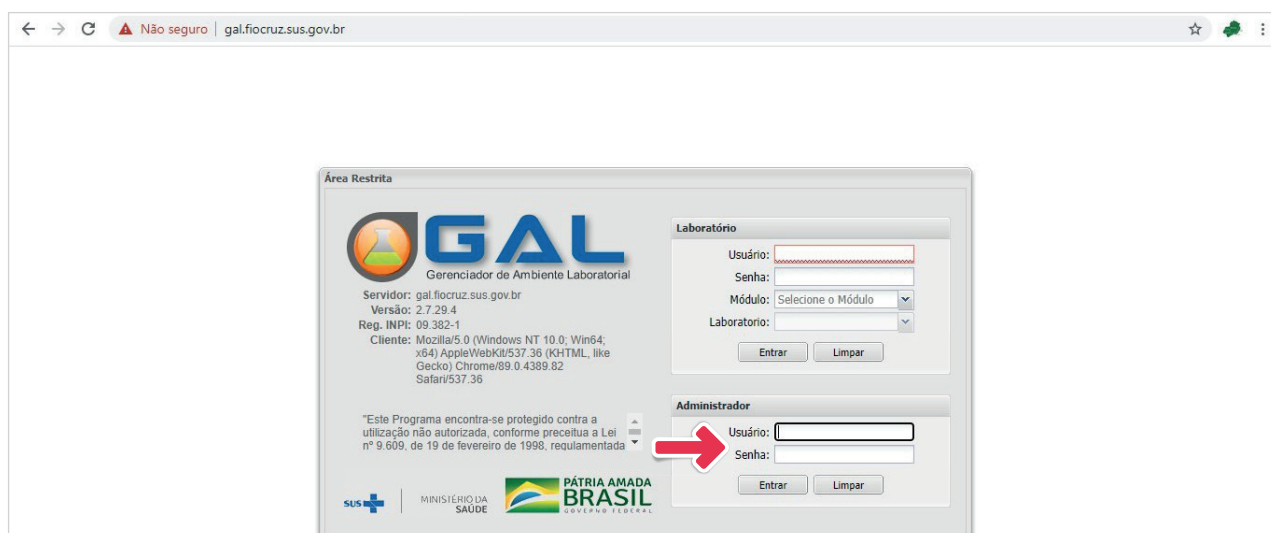 Não seguro | gal.fiocruz.sus.gov.br
Área Restrita
GAL
Gerenciador de Ambiente Laboratorial
Servidor: gal.fiocruz.sus.gov.br
Versão: 2.7.29.4
Reg. INPI: 09.382-1
Cliente: Mozilla/5.0 (Windows NT 10.0; Win64;
x64) AppleWebKit/537.36 (KHTML, like
Gecko) Chrome/89.0.4389.82
Safari/537.36
"Este Programa encontra-se protegido contra a
utilização não autorizada, conforme preceitua a Lei
nº 9.609, de 19 de fevereiro de 1998, regulamentada
SUS
MINISTÉRIO DA
SAÚDE
PÁTRIA AMADA
BRASIL
GOVERNO FEDERAL
Laboratório
Usuário:
Senha:
Módulo: Selecione o Módulo
Laboratorio:
Entrar Limpar
Administrador
Usuário:
Senha:
Entrar Limpar